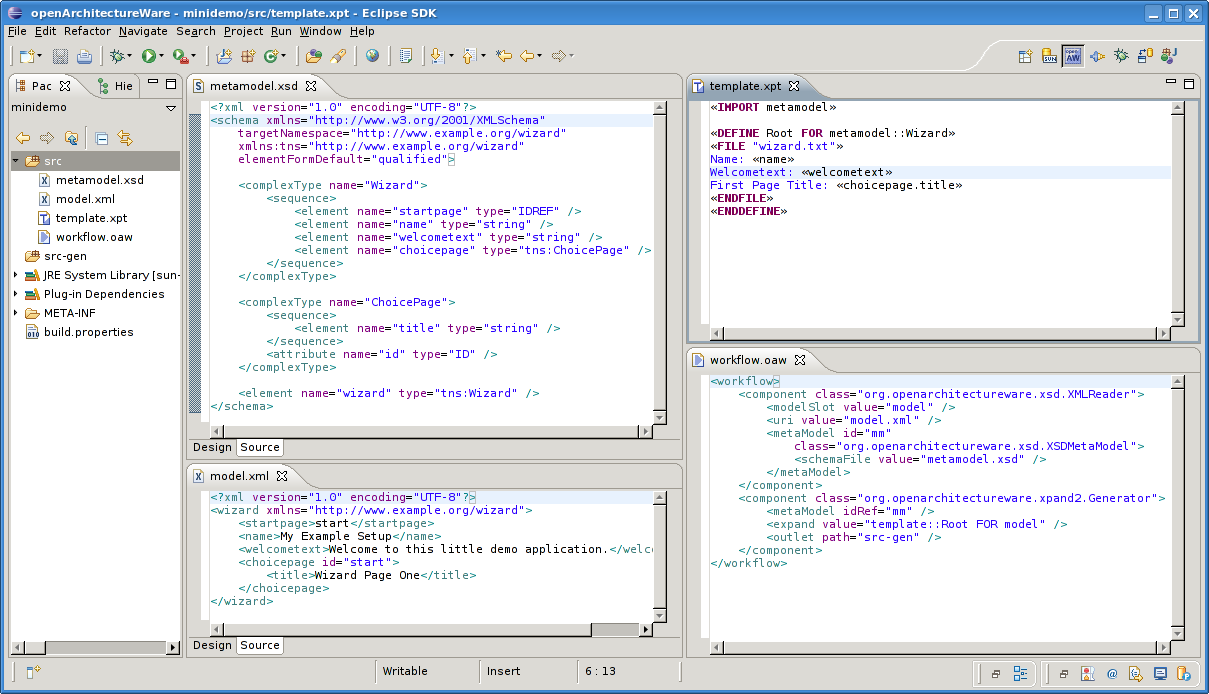 openArchitectureWare - minidemo/src/template.xpt - Eclipse SDK
File Edit Refactor Navigate Search Project Run Window Help
Pac Hie
minidemo
src
metamodel.xsd
model.xml
template.xpt
workflow.oaw
src-gen
JRE System Library [sun-
Plug-in Dependencies
META-INF
build.properties
metamodel.xsd
<?xml version="1.0" encoding="UTF-8"?>
<schema xmlns="http://www.w3.org/2001/XMLSchema"
targetNamespace="http://www.example.org/wizard"
xmlns:tns="http://www.example.org/wizard"
elementFormDefault="qualified">
<complexType name="Wizard">
<sequence>
<element name="startpage" type="IDREF" />
<element name="name" type="string" />
<element name="welcometext" type="string" />
<element name="choicepage" type="tns:ChoicePage" />
</sequence>
</complexType>
<complexType name="ChoicePage">
<sequence>
<element name="title" type="string" />
</sequence>
<attribute name="id" type="ID" />
</complexType>
<element name="wizard" type="tns:Wizard" />
</schema>
Design Source
model.xml
<?xml version="1.0" encoding="UTF-8"?>
<wizard xmlns="http://www.example.org/wizard">
<startpage>start</startpage>
<name>My Example Setup</name>
<welcometext>Welcome to this little demo application.</welco
<choicepage id="start">
<title>Wizard Page One</title>
</choicepage>
</wizard>
Design Source
template.xpt
«IMPORT metamodel»
«DEFINE Root FOR metamodel::Wizard»
«FILE "wizard.txt"»
Name: «name»
Welcometext: «welcometext»
First Page Title: «choicepage.title»
«ENDFILE»
«ENDDEFINE»
workflow.oaw
<workflow>
<component class="org.openarchitectureware.xsd.XMLReader">
<modelSlot value="model" />
<uri value="model.xml" />
<metaModel id="mm"
class="org.openarchitectureware.xsd.XSDMetaModel">
<schemaFile value="metamodel.xsd" />
</metaModel>
</component>
<component class="org.openarchitectureware.xpand2.Generator">
<metaModel idRef="mm" />
<expand value="template::Root FOR model" />
<outlet path="src-gen" />
</component>
</workflow>
Writable Insert 6 : 13